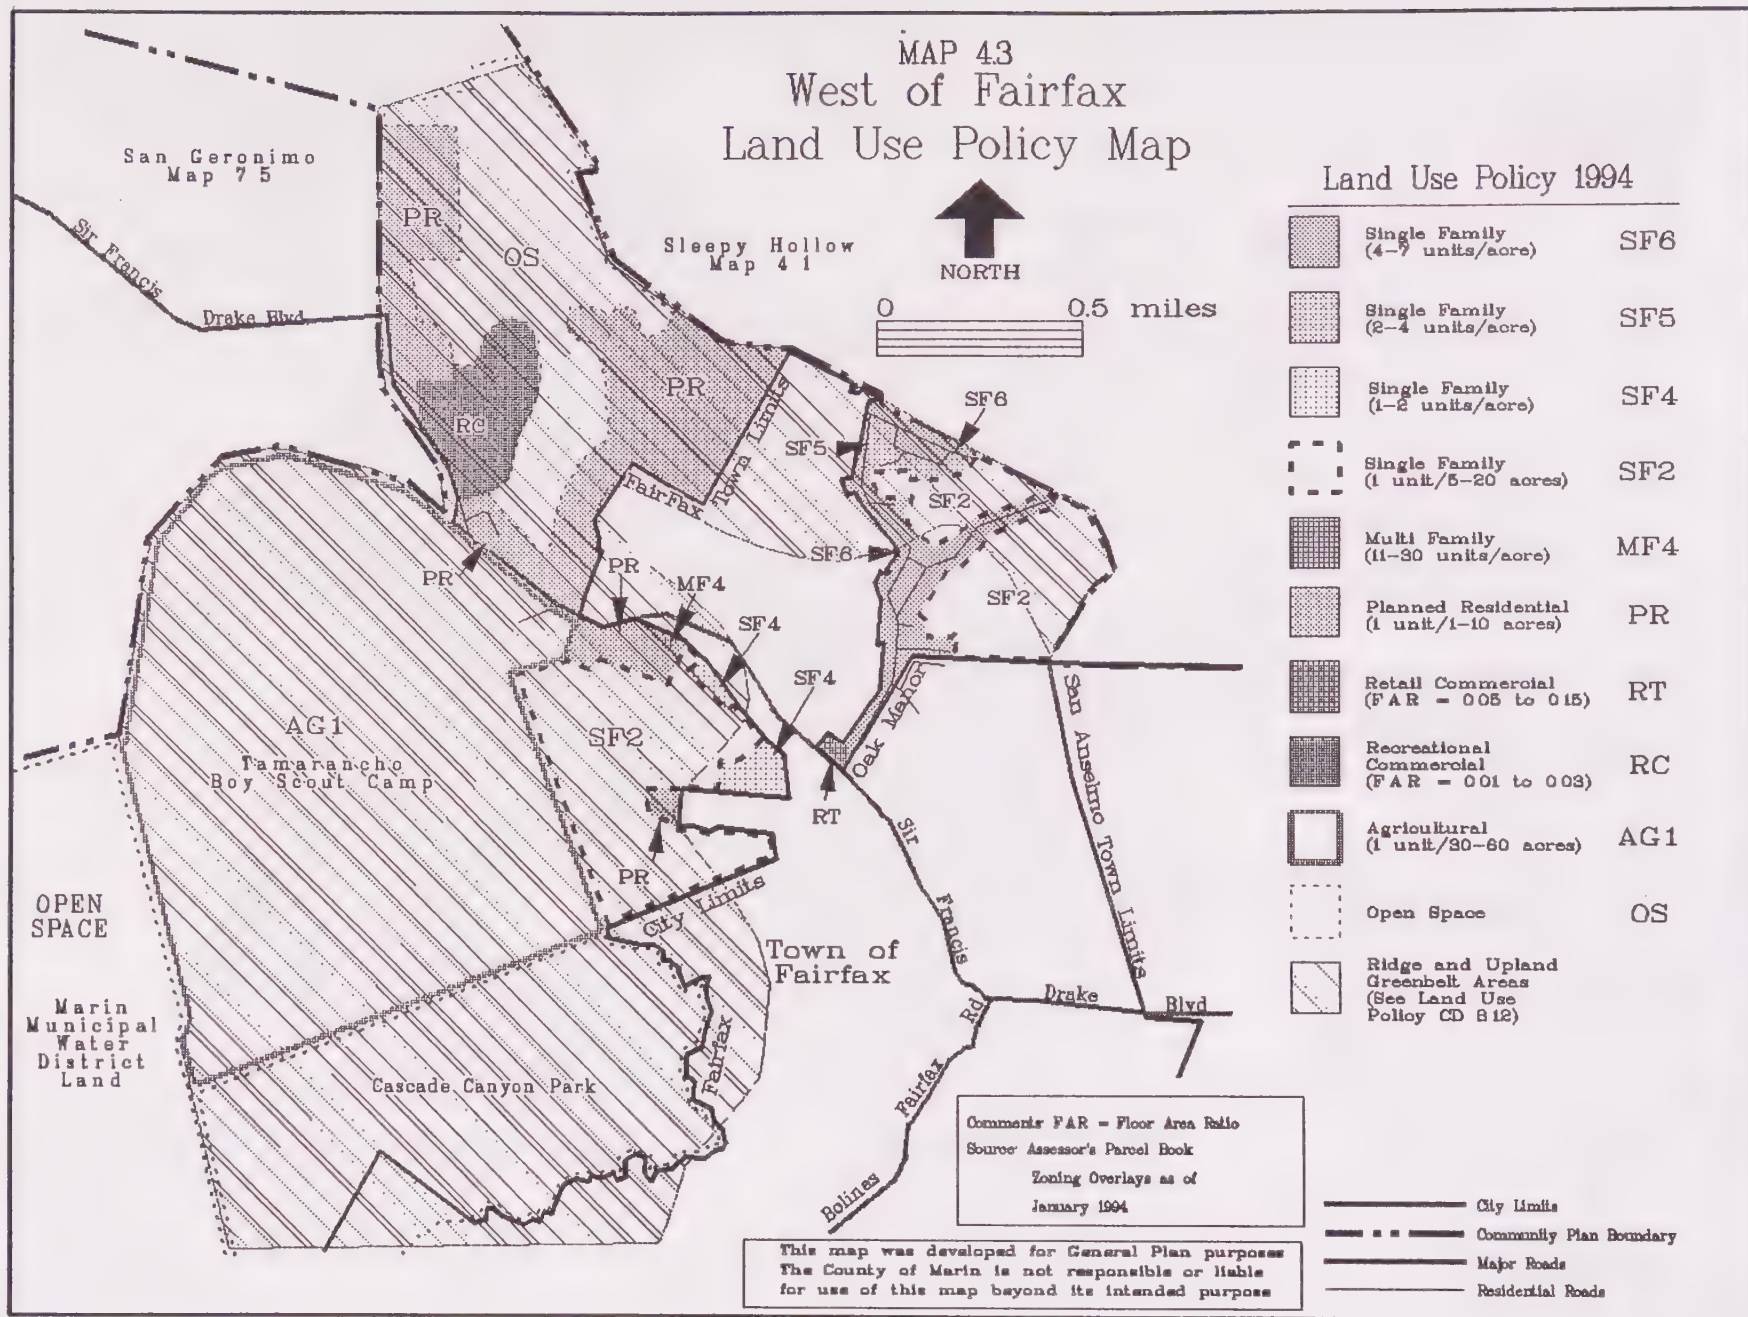 MAP 4.3
West of Fairfax
Land Use Policy Map
San Geronimo
Map 7 5
Sir Francis
Drake Blvd
PR
OS
Sleepy Hollow
Map 4 1
NORTH
0 0.5 miles
RC
PR
Town Limits
FairFax
SF6
SF5
SF2
SF6
PR
PR
MF4
SF4
SF4
SF2
SF2
AG1
Tamarancho
Boy Scout Camp
Oak Manor
San Anselmo Town Limits
RT
PR
City Limits
Fairfax
Sir
Francis
Drake
Blvd
Town of
Fairfax
OPEN
SPACE
Marin
Municipal
Water
District
Land
Cascade Canyon Park
Bolinas
Fairfax
Rd
Land Use Policy 1994
Single Family
(4-7 units/acre)
SF6
Single Family
(2-4 units/acre)
SF5
Single Family
(1-2 units/acre)
SF4
Single Family
(1 unit/5-20 acres)
SF2
Multi Family
(11-30 units/acre)
MF4
Planned Residential
(1 unit/1-10 acres)
PR
Retail Commercial
(FAR = 0.05 to 0.15)
RT
Recreational
Commercial
(FAR = 0.01 to 0.03)
RC
Agricultural
(1 unit/30-60 acres)
AG1
Open Space
OS
Ridge and Upland
Greenbelt Areas
(See Land Use
Policy CD 8.12)
Comments: FAR = Floor Area Ratio
Source: Assessor's Parcel Book
Zoning Overlays as of
January 1994
This map was developed for General Plan purposes
The County of Marin is not responsible or liable
for use of this map beyond its intended purpose
City Limits
Community Plan Boundary
Major Roads
Residential Roads